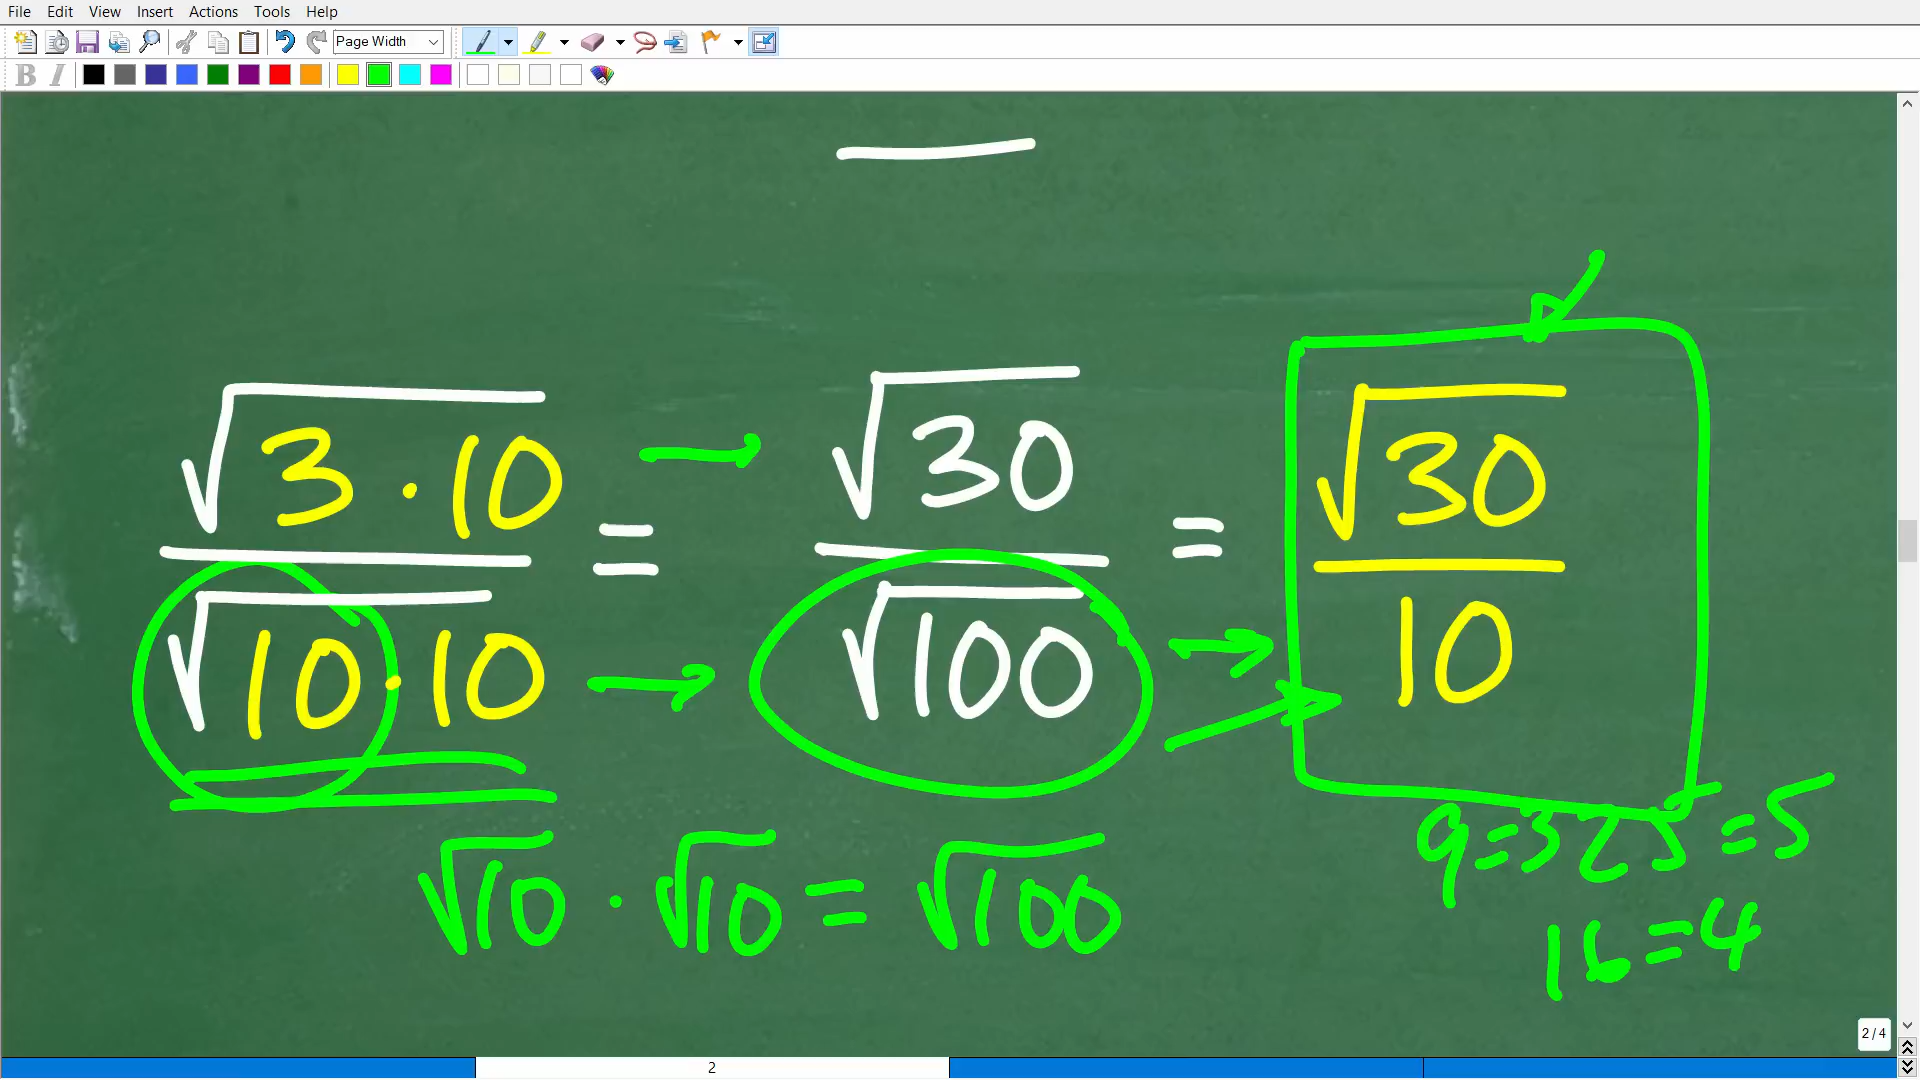 File Edit View Insert Actions Tools Help
Page Width
B I
√3·10 / √10·10 = √30 / √100 = √30 / 10
√10 · √10 = √100
9=3 25=5
16=4
2 / 4
2